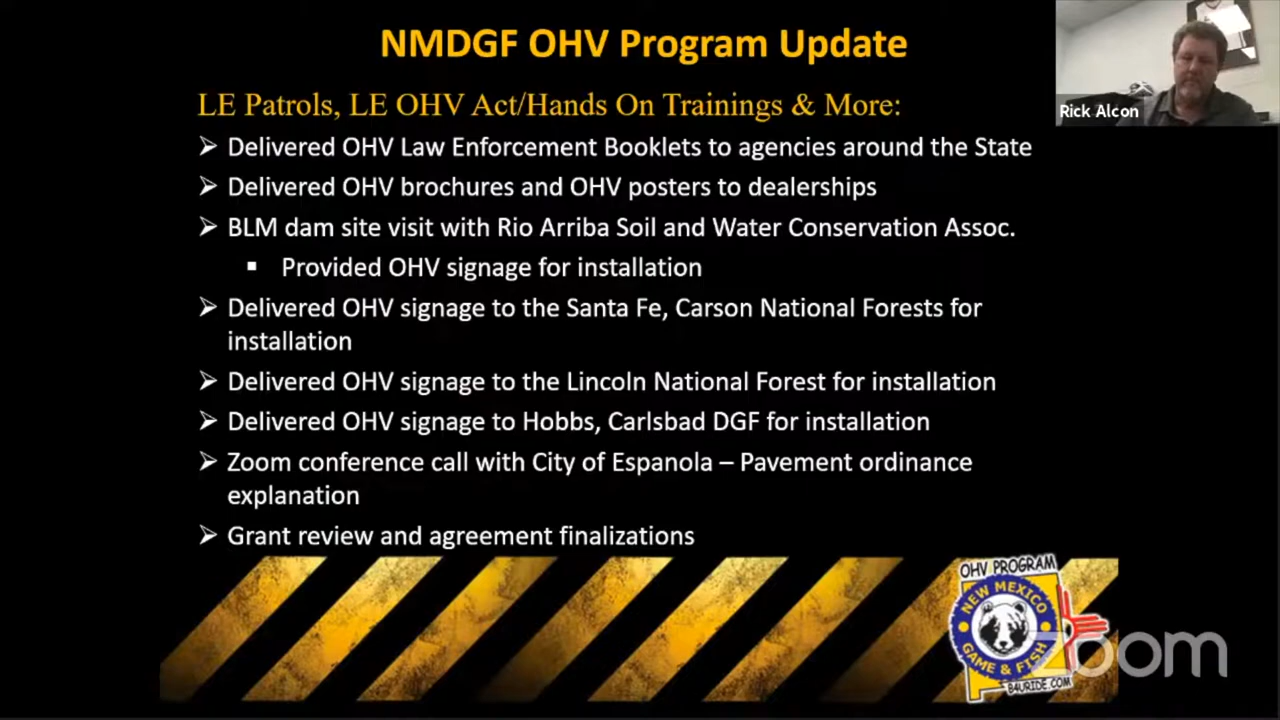 NMDGF OHV Program Update
Rick Alcon
LE Patrols, LE OHV Act/Hands On Trainings & More:
Delivered OHV Law Enforcement Booklets to agencies around the State
Delivered OHV brochures and OHV posters to dealerships
BLM dam site visit with Rio Arriba Soil and Water Conservation Assoc.
Provided OHV signage for installation
Delivered OHV signage to the Santa Fe, Carson National Forests for
installation
Delivered OHV signage to the Lincoln National Forest for installation
Delivered OHV signage to Hobbs, Carlsbad DGF for installation
Zoom conference call with City of Espanola – Pavement ordinance
explanation
Grant review and agreement finalizations
OHV PROGRAM
NEW MEXICO
GAME & FISH
B4URIDE.COM
zoom